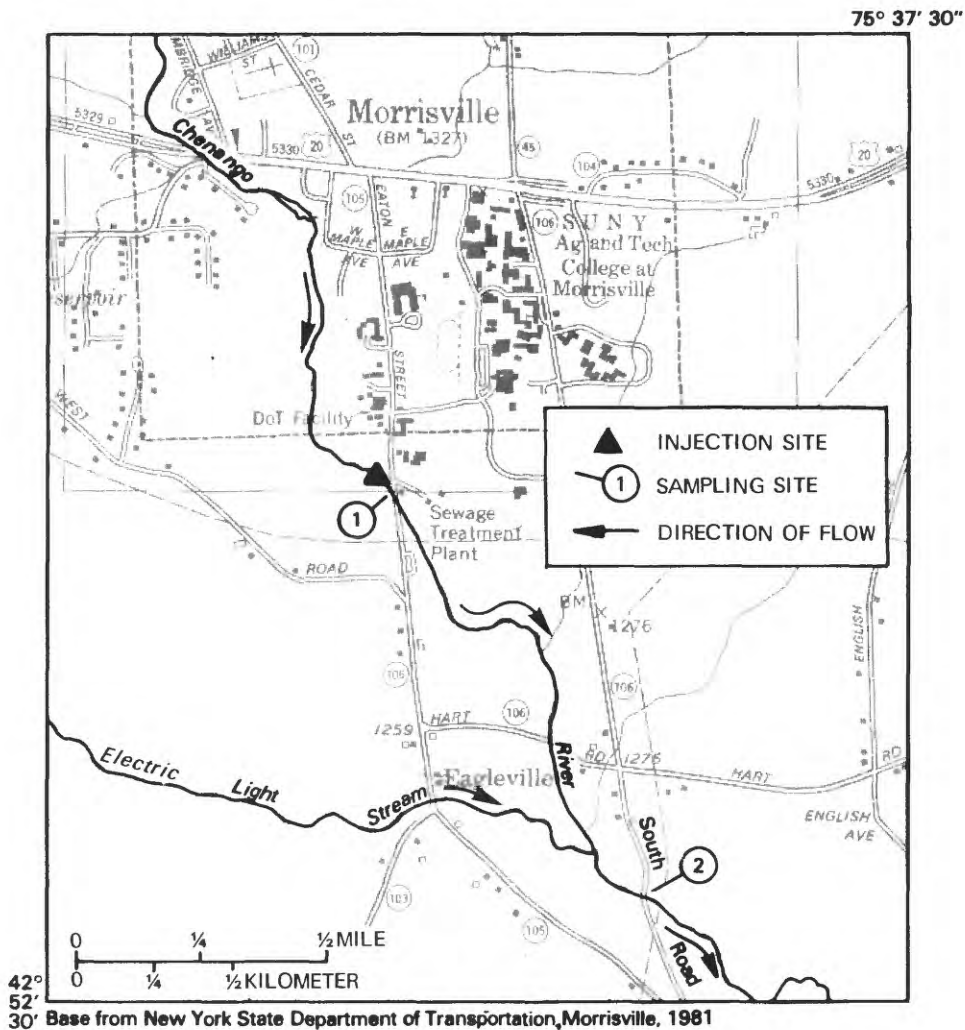 75° 37' 30"
WILLIAMS
ST
101
CEDAR
ST
MBRIDGE
AV
Morrisville
(BM 1327)
5329
Chenango
5330
20
45
104
20
5330
105
EATON
W
MAPLE
AVE
E
MAPLE
AVE
106
SUNY
Ag and Tech
College at
Morrisville
servoir
STREET
WEST
DoT Facility
INJECTION SITE
1 SAMPLING SITE
DIRECTION OF FLOW
1
Sewage
Treatment
Plant
ROAD
BM
1276
ENGLISH
106
106
1259
HART
106
River
RD
1276
HART
RD
Electric
Light
Stream
Eagleville
South
ENGLISH
AVE
2
103
105
Road
0 1/4 1/2 MILE
0 1/4 1/2 KILOMETER
42°
52'
30' Base from New York State Department of Transportation, Morrisville, 1981